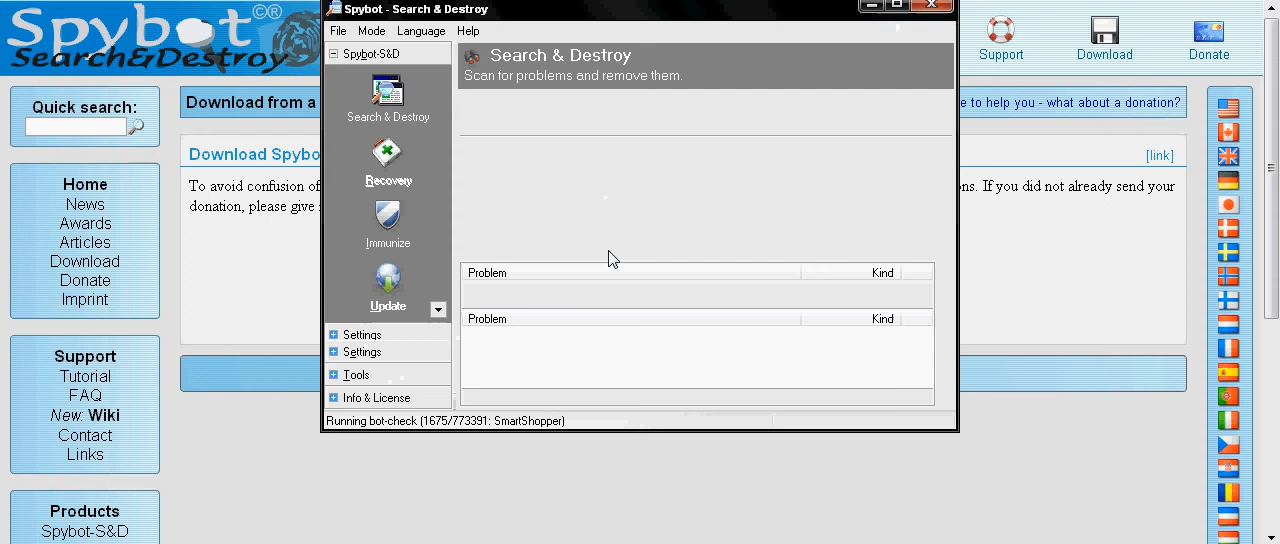 Spybot ©®
Search&Destroy
Support
Download
Donate
Quick search:
Home
News
Awards
Articles
Download
Donate
Imprint
Support
Tutorial
FAQ
New: Wiki
Contact
Links
Products
Spybot-S&D
Download from a
e to help you - what about a donation?
Download Spybo
[link]
To avoid confusion of
ons. If you did not already send your
donation, please give
Spybot - Search & Destroy
File Mode Language Help
Spybot-S&D
Search & Destroy
Recovery
Immunize
Update
Settings
Settings
Tools
Info & License
Search & Destroy
Scan for problems and remove them.
Problem Kind
Problem Kind
Running bot-check (1675/773391: SmartShopper)